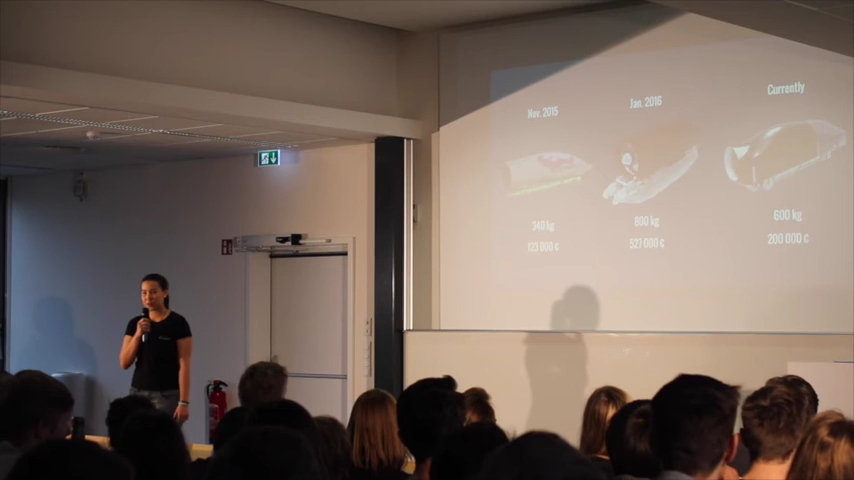 Nov. 2015
Jan. 2016
Currently
340 kg
800 kg
600 kg
123 000 €
527 000 €
200 000 €